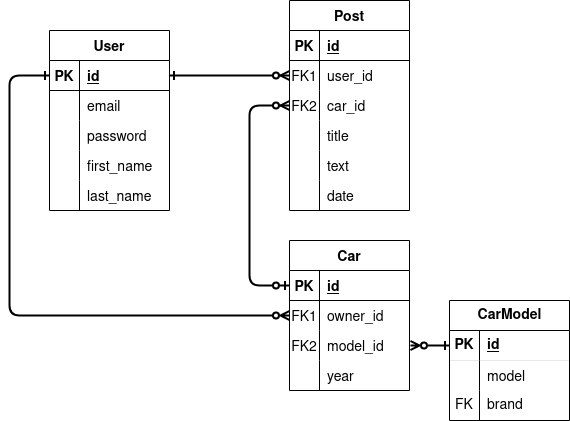 User
PK id
email
password
first_name
last_name
Post
PK id
FK1 user_id
FK2 car_id
title
text
date
Car
PK id
FK1 owner_id
FK2 model_id
year
CarModel
PK id
model
FK brand